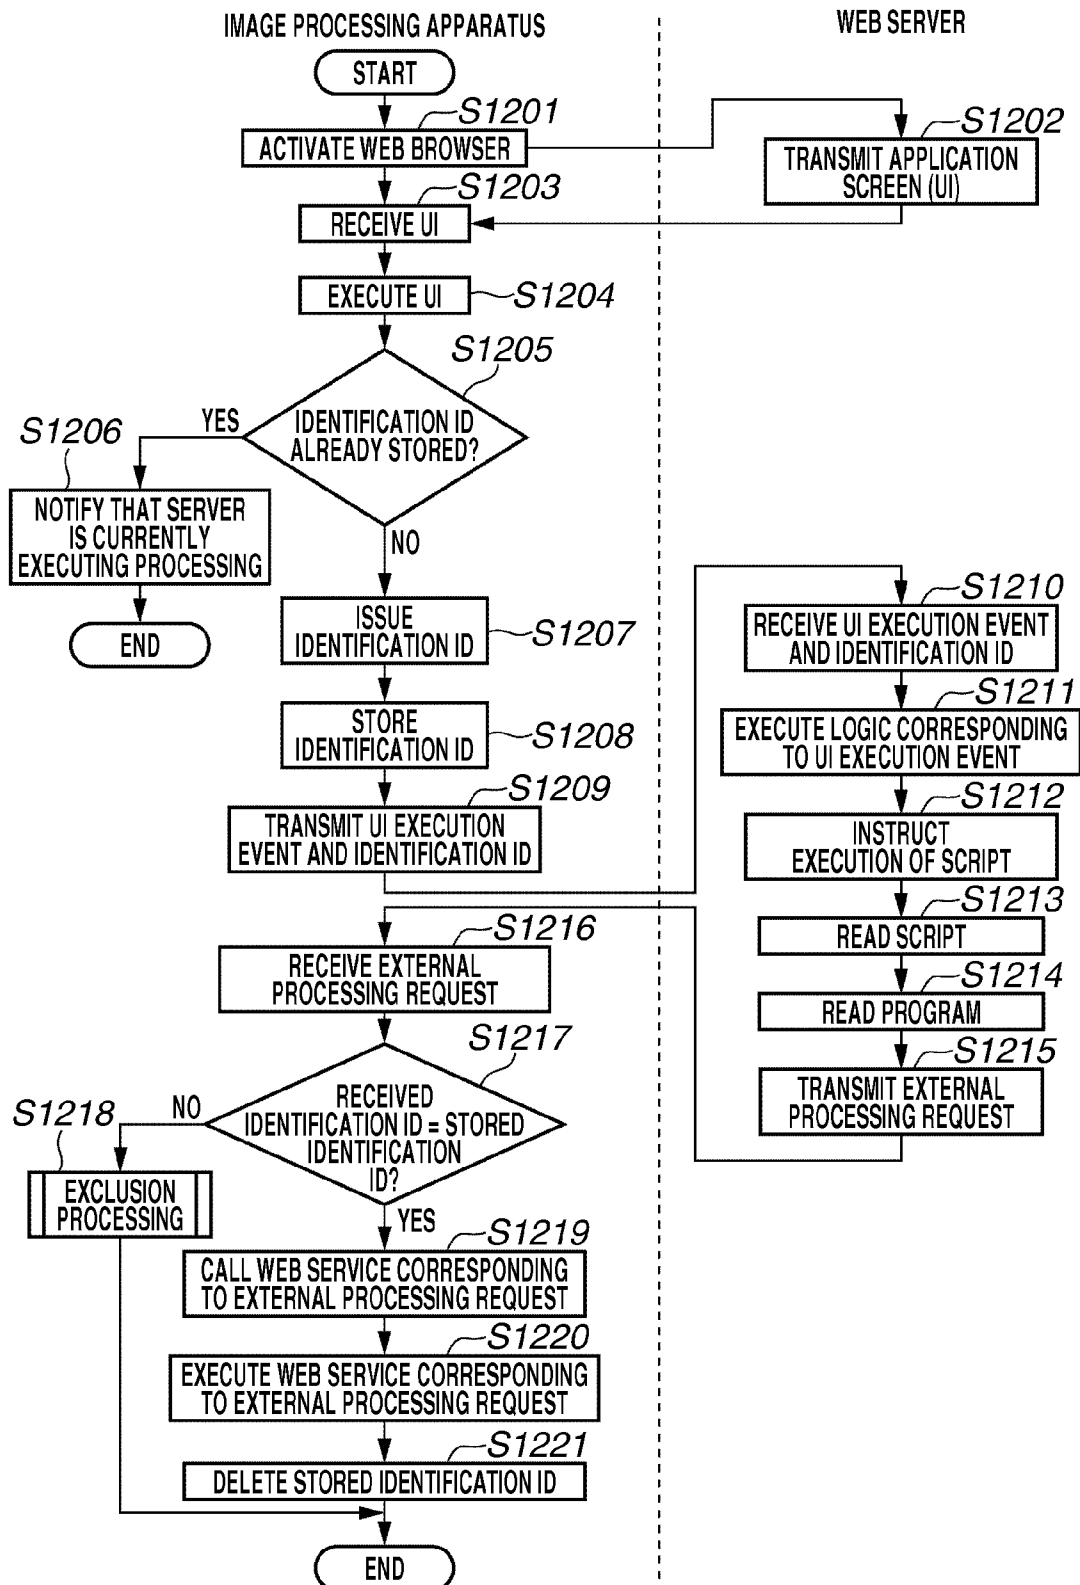 IMAGE PROCESSING APPARATUS
WEB SERVER
START
S1201
ACTIVATE WEB BROWSER
S1202
TRANSMIT APPLICATION
SCREEN (UI)
S1203
RECEIVE UI
EXECUTE UI
S1204
S1205
IDENTIFICATION ID
ALREADY STORED?
YES
S1206
NOTIFY THAT SERVER
IS CURRENTLY
EXECUTING PROCESSING
END
NO
ISSUE
IDENTIFICATION ID
S1207
STORE
IDENTIFICATION ID
S1208
S1209
TRANSMIT UI EXECUTION
EVENT AND IDENTIFICATION ID
S1210
RECEIVE UI EXECUTION EVENT
AND IDENTIFICATION ID
S1211
EXECUTE LOGIC CORRESPONDING
TO UI EXECUTION EVENT
S1212
INSTRUCT
EXECUTION OF SCRIPT
S1213
READ SCRIPT
S1214
READ PROGRAM
S1215
TRANSMIT EXTERNAL
PROCESSING REQUEST
S1216
RECEIVE EXTERNAL
PROCESSING REQUEST
S1217
RECEIVED
IDENTIFICATION ID = STORED
IDENTIFICATION
ID?
NO
S1218
EXCLUSION
PROCESSING
YES
S1219
CALL WEB SERVICE CORRESPONDING
TO EXTERNAL PROCESSING REQUEST
S1220
EXECUTE WEB SERVICE CORRESPONDING
TO EXTERNAL PROCESSING REQUEST
S1221
DELETE STORED IDENTIFICATION ID
END